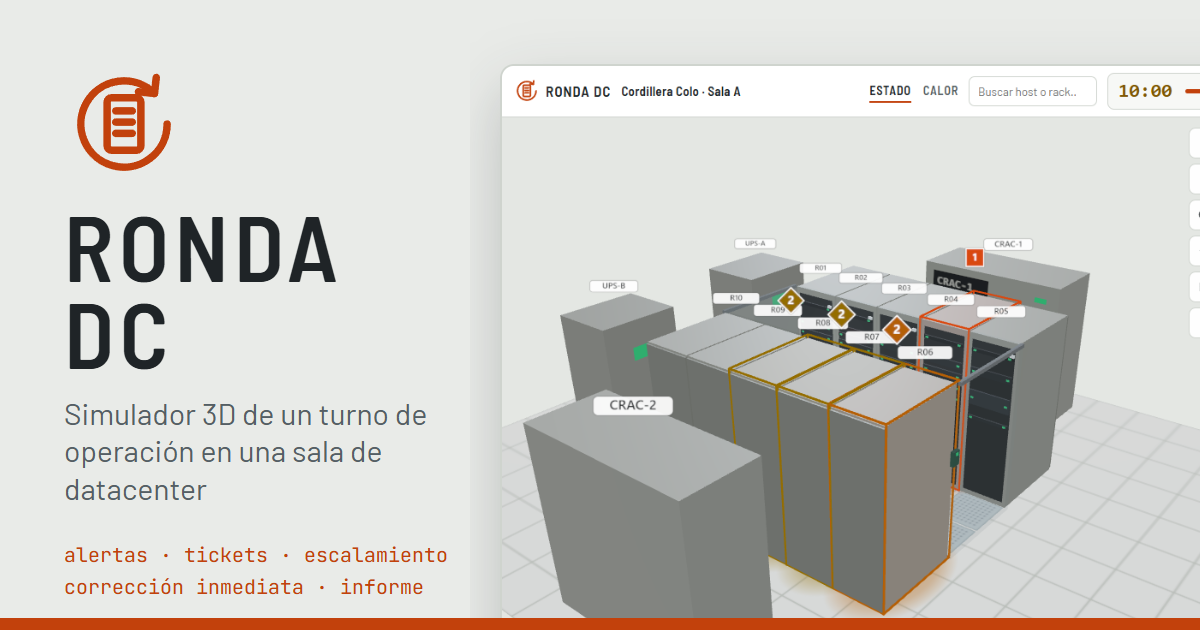 RONDA
DC
Simulador 3D de un turno de
operación en una sala de
datacenter
alertas · tickets · escalamiento
corrección inmediata · informe
RONDA DC Cordillera Colo · Sala A
ESTADO CALOR
Buscar host o rack..
10:00
UPS-A
CRAC-1
1
R01
R02
R03
CRAC-1
R04
R05
UPS-B
R10
R09
2
R08
2
R07
2
R06
CRAC-2